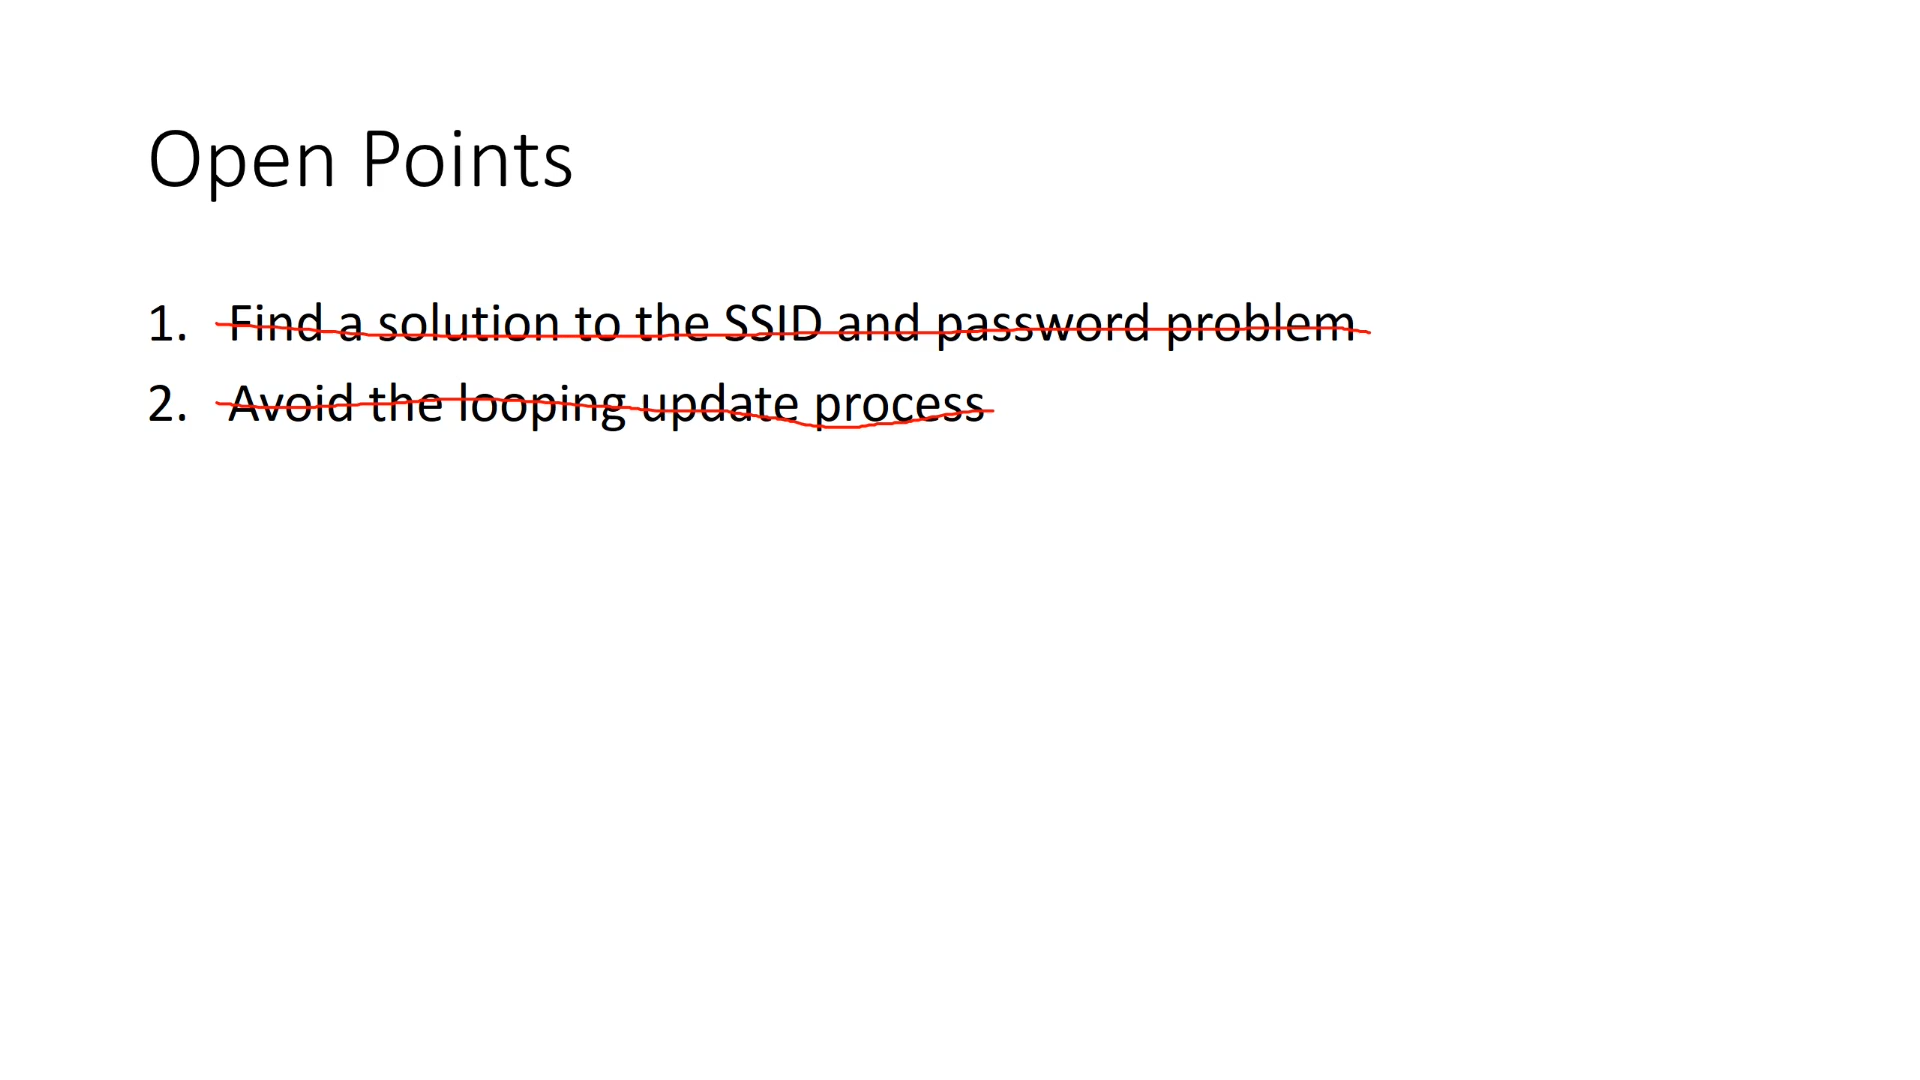 Open Points
1. Find a solution to the SSID and password problem
2. Avoid the looping update process